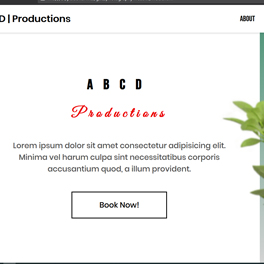 D | Productions
ABOUT
A B C D
Productions
Lorem ipsum dolor sit amet consectetur adipisicing elit.
Minima vel harum culpa sint necessitatibus corporis
accusantium quod, a illum provident.
Book Now!